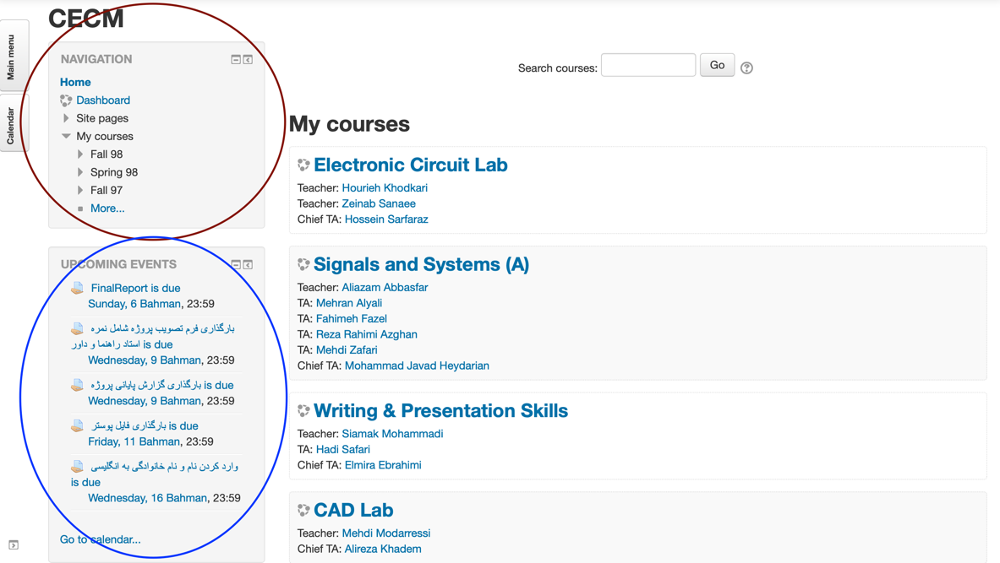 CECM
Main menu
Calendar
NAVIGATION
Home
Dashboard
Site pages
My courses
Fall 98
Spring 98
Fall 97
More...
UPCOMING EVENTS
FinalReport is due
Sunday, 6 Bahman, 23:59
بارگذاری فرم تصویب پروژه شامل نمره
استاد راهنما و داور is due
Wednesday, 9 Bahman, 23:59
بارگذاری گزارش پایانی پروژه is due
Wednesday, 9 Bahman, 23:59
بارگذاری فایل پوستر is due
Friday, 11 Bahman, 23:59
وارد کردن نام و نام خانوادگی به انگلیسی
is due
Wednesday, 16 Bahman, 23:59
Go to calendar...
Search courses:
Go
?
My courses
Electronic Circuit Lab
Teacher: Hourieh Khodkari
Teacher: Zeinab Sanaee
Chief TA: Hossein Sarfaraz
Signals and Systems (A)
Teacher: Aliazam Abbasfar
TA: Mehran Alyali
TA: Fahimeh Fazel
TA: Reza Rahimi Azghan
TA: Mehdi Zafari
Chief TA: Mohammad Javad Heydarian
Writing & Presentation Skills
Teacher: Siamak Mohammadi
TA: Hadi Safari
Chief TA: Elmira Ebrahimi
CAD Lab
Teacher: Mehdi Modarressi
Chief TA: Alireza Khadem